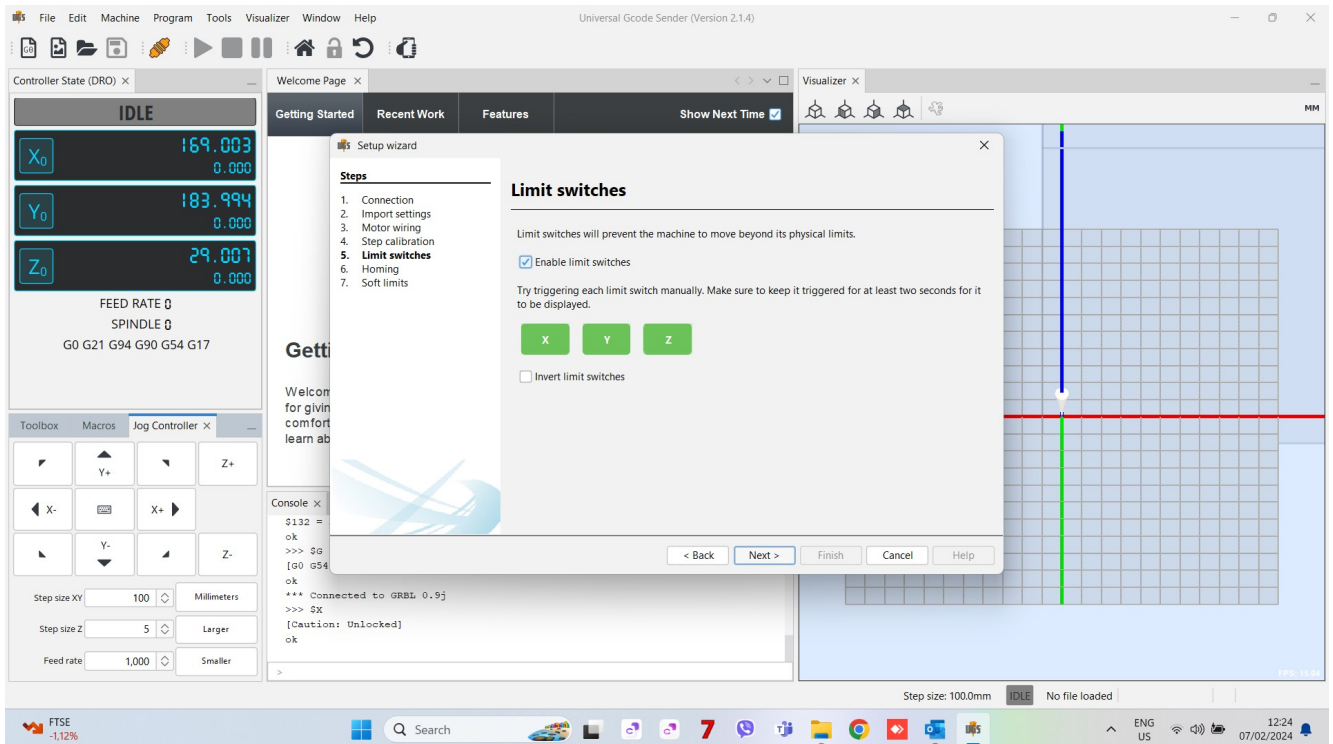 File Edit Machine Program Tools Visualizer Window Help
Universal Gcode Sender (Version 2.1.4)
G0
Controller State (DRO)
IDLE
X0 169.003
0.000
Y0 183.994
0.000
Z0 29.007
0.000
FEED RATE 0
SPINDLE 0
G0 G21 G94 G90 G54 G17
Toolbox Macros Jog Controller
Y+
Z+
X-
X+
Y-
Z-
Step size XY 100 Millimeters
Step size Z 5 Larger
Feed rate 1,000 Smaller
Welcome Page
Getting Started Recent Work Features Show Next Time
Getti
Welcom
for givin
comfort
learn ab
Console
$132 =
ok
>>> $G
[G0 G54
ok
*** Connected to GRBL 0.9j
>>> $X
[Caution: Unlocked]
ok
>
Setup wizard
Steps
1. Connection
2. Import settings
3. Motor wiring
4. Step calibration
5. Limit switches
6. Homing
7. Soft limits
Limit switches
Limit switches will prevent the machine to move beyond its physical limits.
Enable limit switches
Try triggering each limit switch manually. Make sure to keep it triggered for at least two seconds for it
to be displayed.
X Y Z
Invert limit switches
< Back Next > Finish Cancel Help
Visualizer
MM
Step size: 100.0mm IDLE No file loaded
FTSE
-1,12%
Search
ENG
US
12:24
07/02/2024